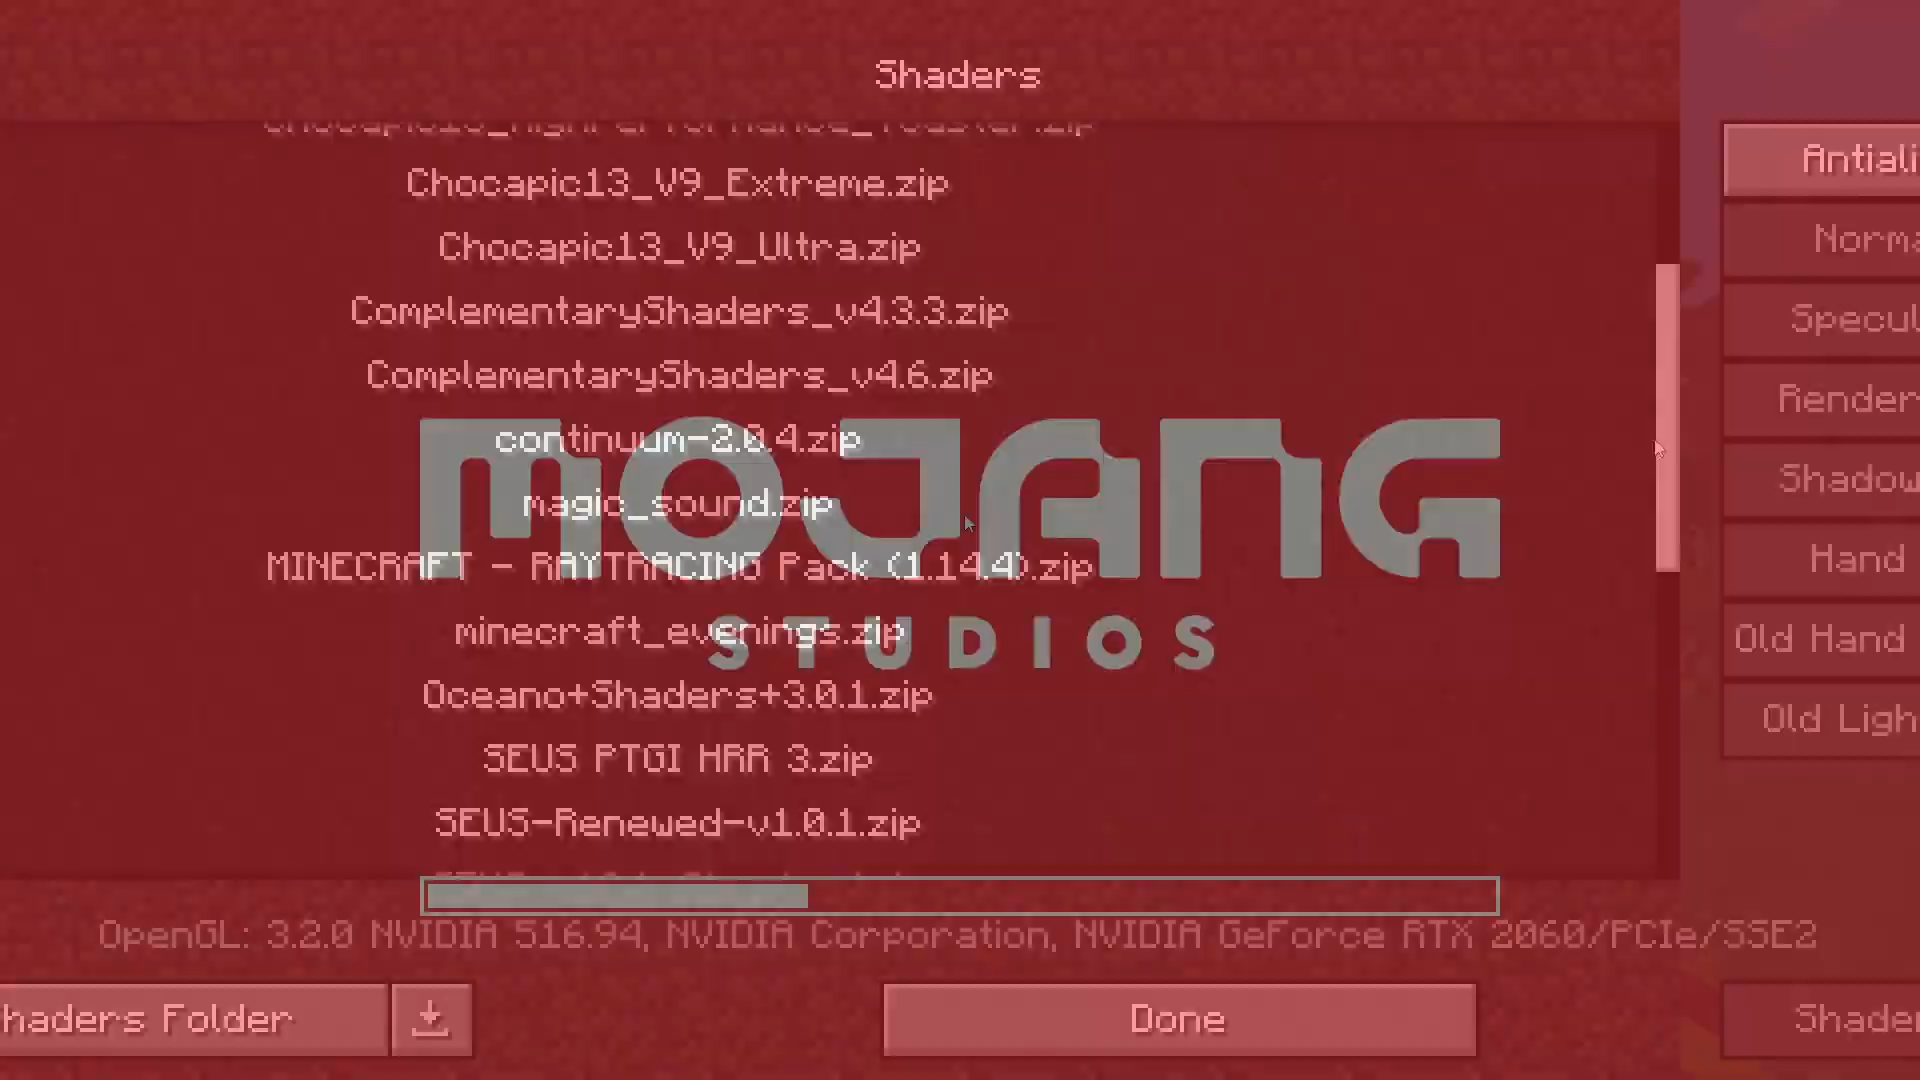 Shaders
Chocapic13_V9_Extreme.zip
Chocapic13_V9_Ultra.zip
ComplementaryShaders_v4.3.3.zip
ComplementaryShaders_v4.6.zip
continuum-2.0.4.zip
magic_sound.zip
MINECRAFT - RAYTRACING Pack (1.14.4).zip
minecraft_evenings.zip
Oceano+Shaders+3.0.1.zip
SEUS PTGI HRR 3.zip
SEUS-Renewed-v1.0.1.zip
MOJANG
STUDIOS
Antiali
Norma
Specul
Render
Shadow
Hand
Old Hand
Old Ligh
OpenGL: 3.2.0 NVIDIA 516.94, NVIDIA Corporation, NVIDIA GeForce RTX 2060/PCIe/SSE2
haders Folder
Done
Shader